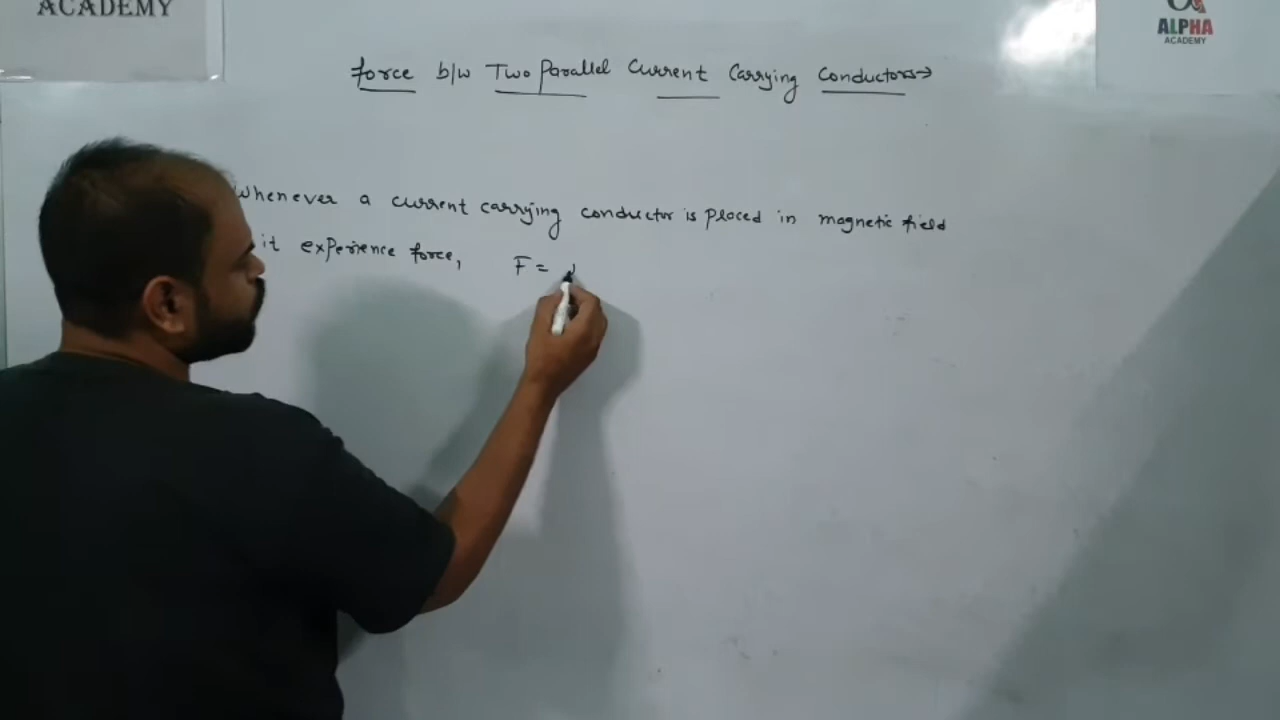 ACADEMY
ALPHA
ACADEMY
force b/w Two Parallel Current Carrying Conductors→
Whenever a current carrying conductor is placed in magnetic field
it experience force, F =